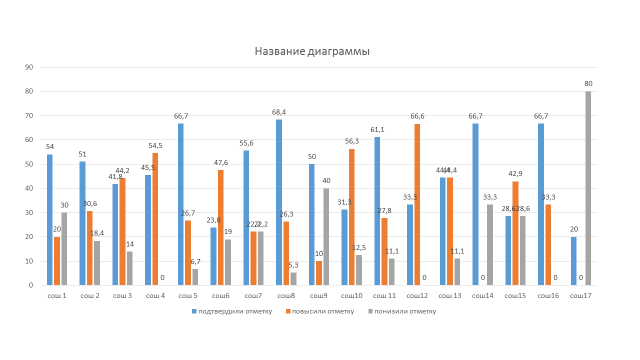 Название диаграммы
90
80
70
60
50
40
30
20
10
0
54 20 30
51 30,6 18,4
41,8 44,2 14
45,5 54,5 0
66,7 26,7 6,7
23,8 47,6 19
55,6 22,2 22,2
68,4 26,3 5,3
50 10 40
31,3 56,3 12,5
61,1 27,8 11,1
33,3 66,6 0
44,4 44,4 11,1
66,7 0 33,3
28,6 42,9 28,6
66,7 33,3 0
20 0 80
сош 1 сош 2 сош 3 сош 4 сош 5 сош6 сош7 сош8 сош9 сош10 сош11 сош12 сош 13 сош14 сош15 сош16 сош17
подтвердили отметку повысили отметку понизили отметку